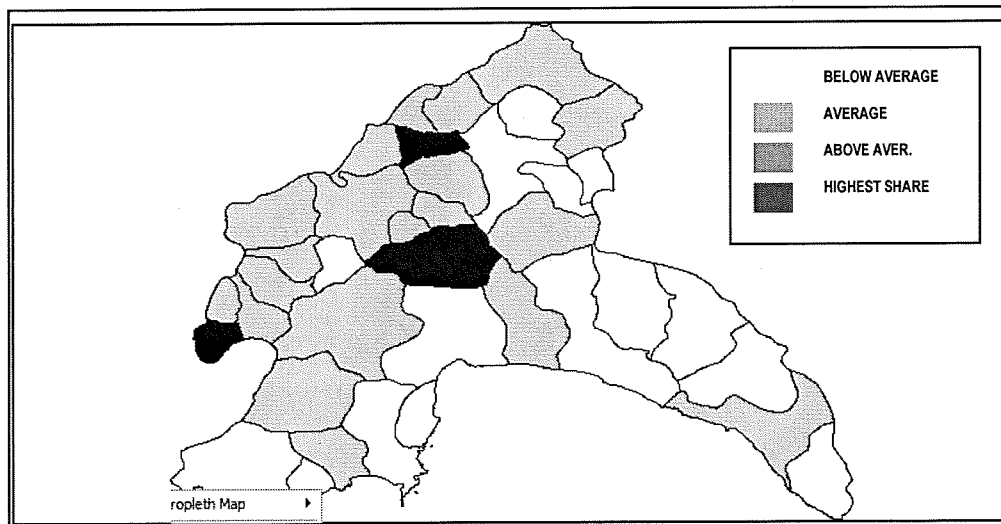 BELOW AVERAGE
AVERAGE
ABOVE AVER.
HIGHEST SHARE
ropleth Map